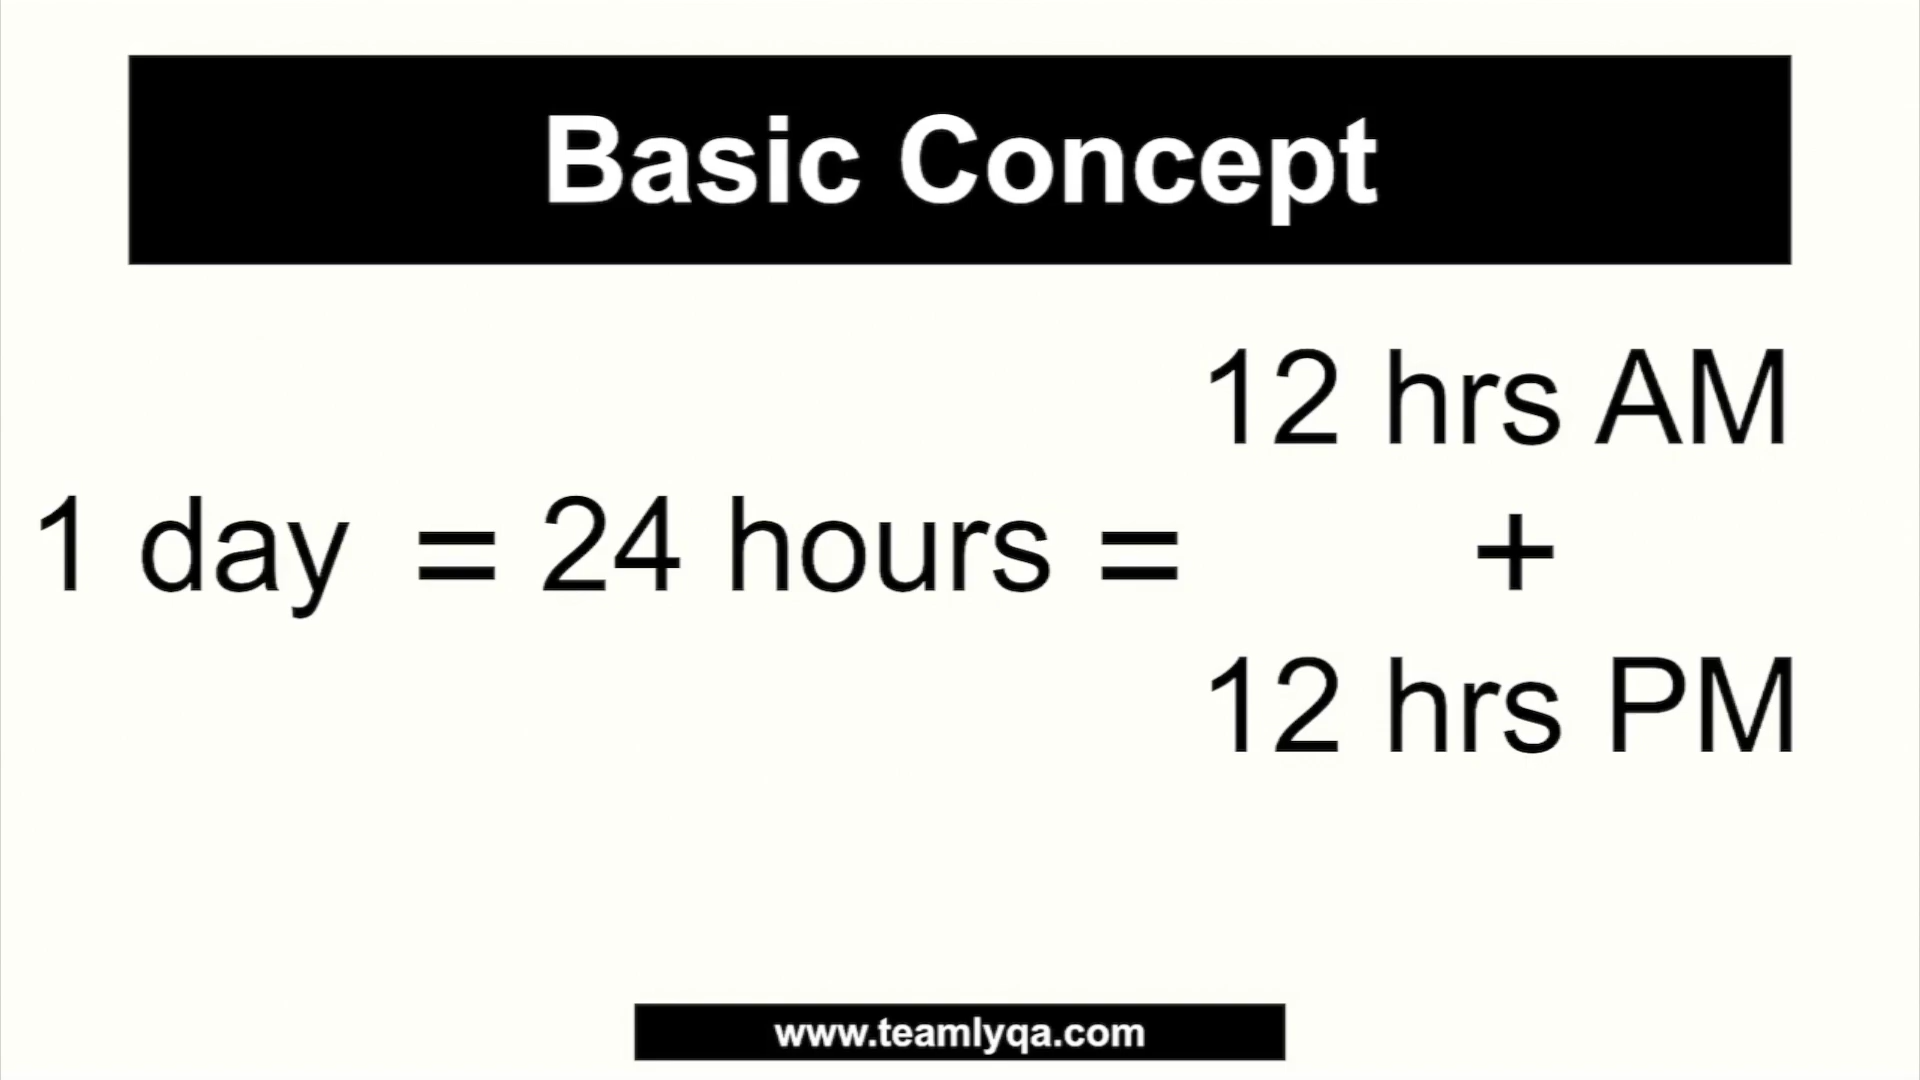 Basic Concept
12 hrs AM
1 day = 24 hours = +
12 hrs PM
www.teamlyqa.com